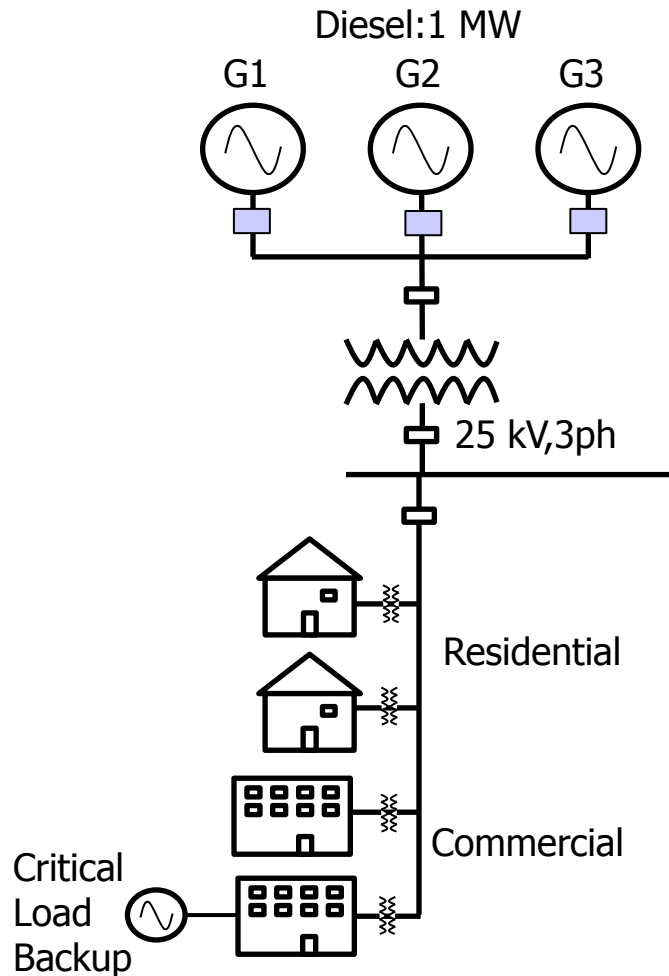 Diesel:1 MW
G1
G2
G3
25 kV,3ph
Residential
Commercial
Critical
Load
Backup